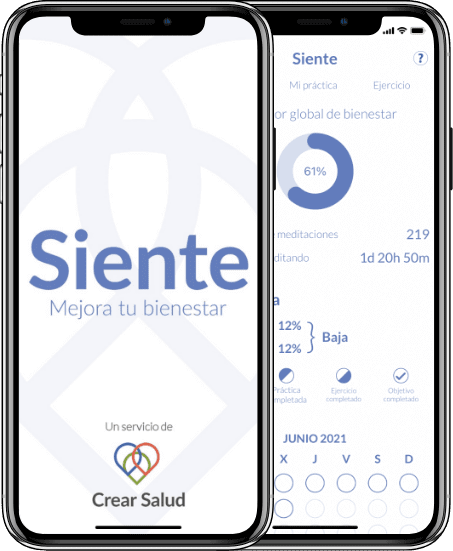 Siente
Mejora tu bienestar
Un servicio de
Crear Salud
Siente
?
Mi práctica
Ejercicio
or global de bienestar
61%
meditaciones
219
ditando
1d 20h 50m
a
12%
12%
Baja
Práctica
mpletada
Ejercicio
completado
Objetivo
completado
JUNIO 2021
X J V S D